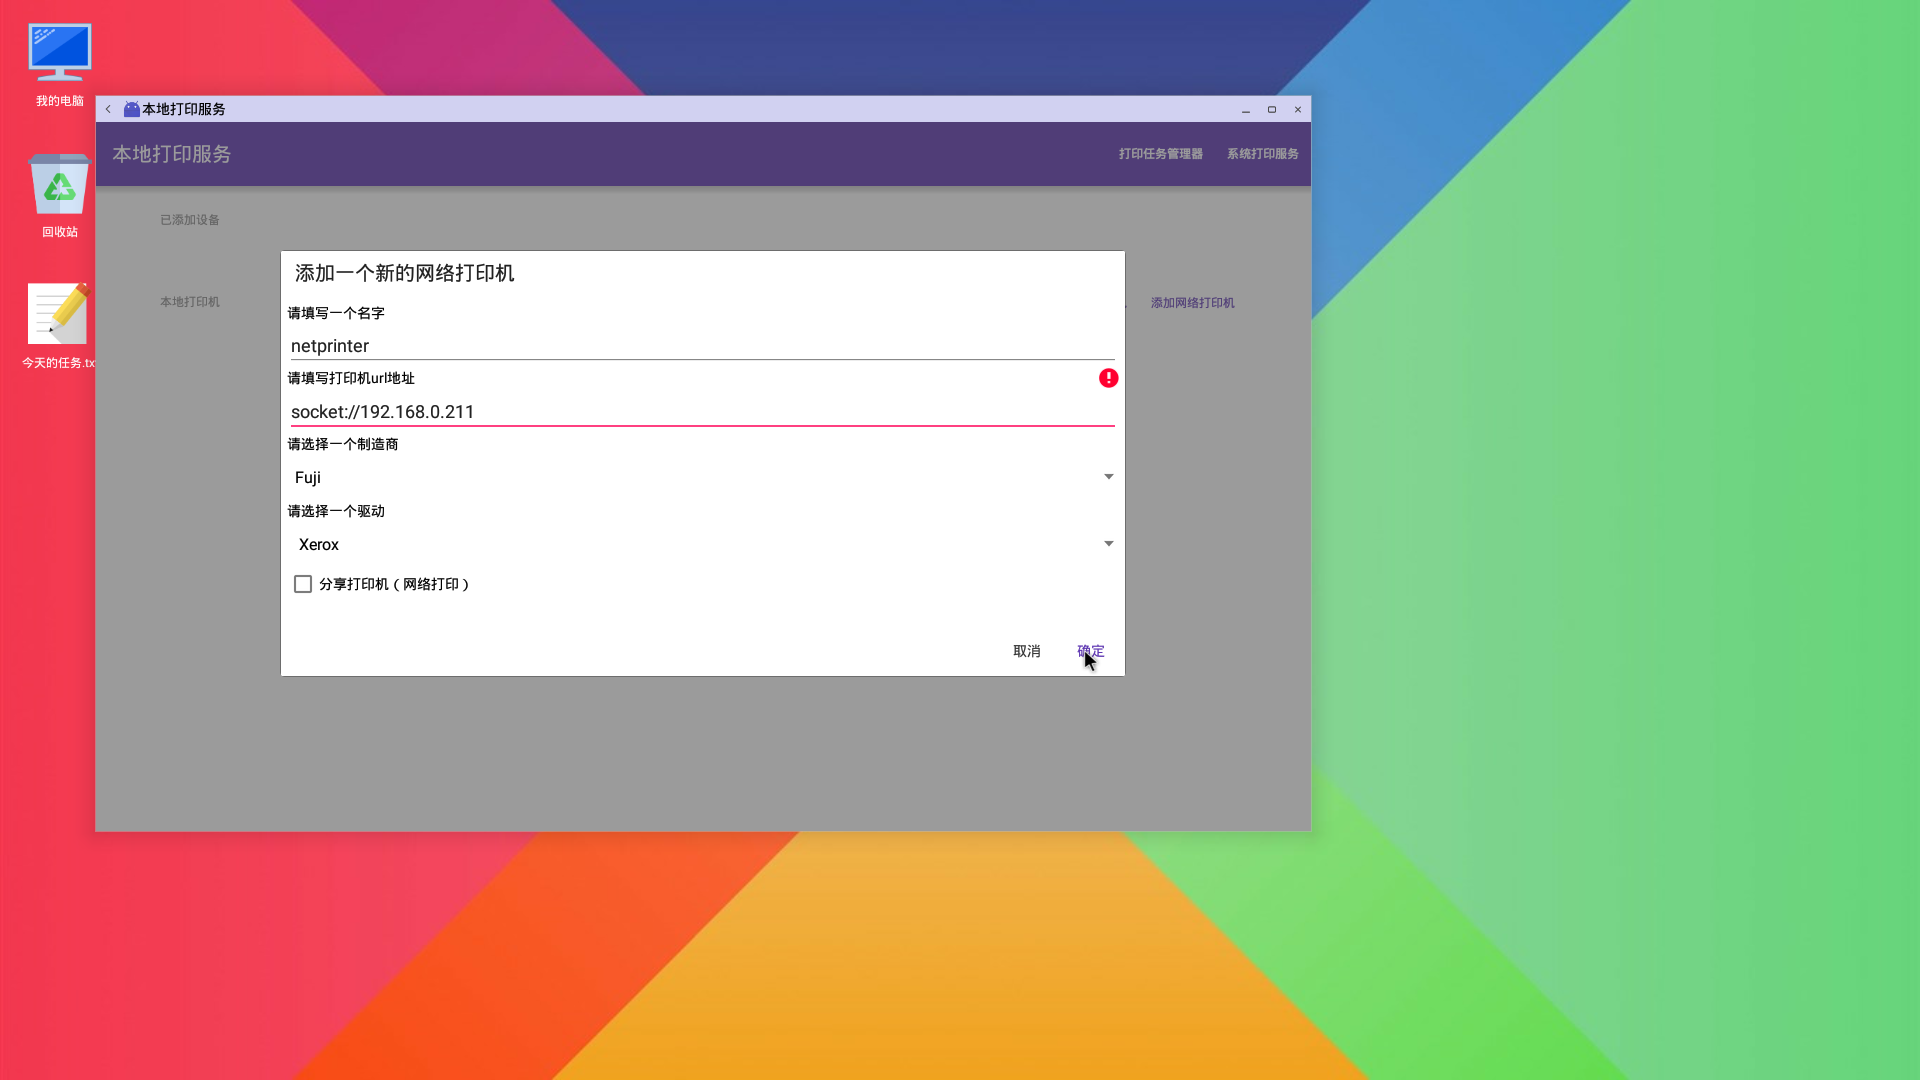 我的电脑
回收站
今天的任务.tx
本地打印服务
本地打印服务
打印任务管理器
系统打印服务
已添加设备
本地打印机
添加网络打印机
添加一个新的网络打印机
请填写一个名字
netprinter
请填写打印机url地址
socket://192.168.0.211
请选择一个制造商
Fuji
请选择一个驱动
Xerox
分享打印机（网络打印）
取消
确定